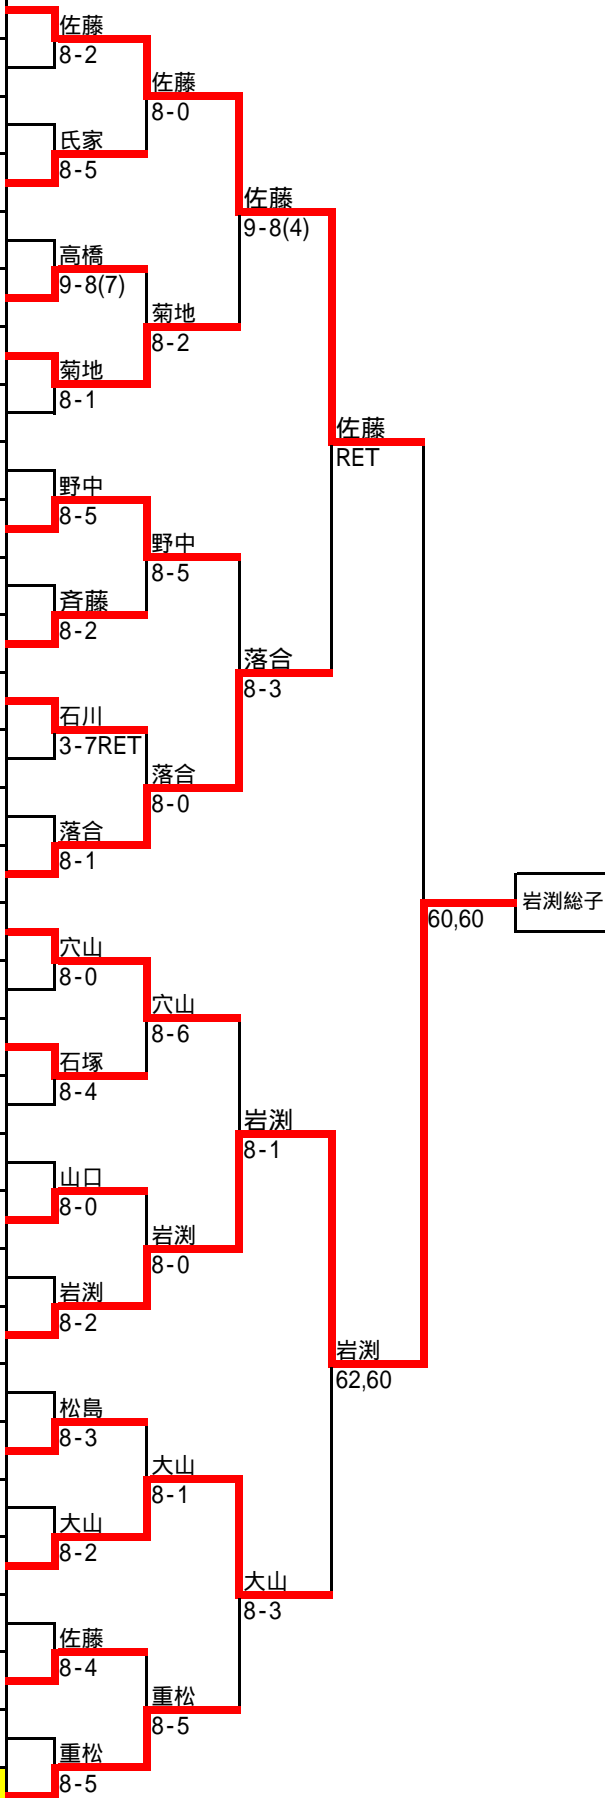 佐藤
8-2
佐藤
8-0
氏家
8-5
佐藤
9-8(4)
高橋
9-8(7)
菊地
8-2
菊地
8-1
佐藤
RET
野中
8-5
野中
8-5
斉藤
8-2
落合
8-3
石川
3-7RET
落合
8-0
落合
8-1
岩渕総子
60,60
穴山
8-0
穴山
8-6
石塚
8-4
岩渕
8-1
山口
8-0
岩渕
8-0
岩渕
8-2
岩渕
62,60
松島
8-3
大山
8-1
大山
8-2
大山
8-3
佐藤
8-4
重松
8-5
重松
8-5